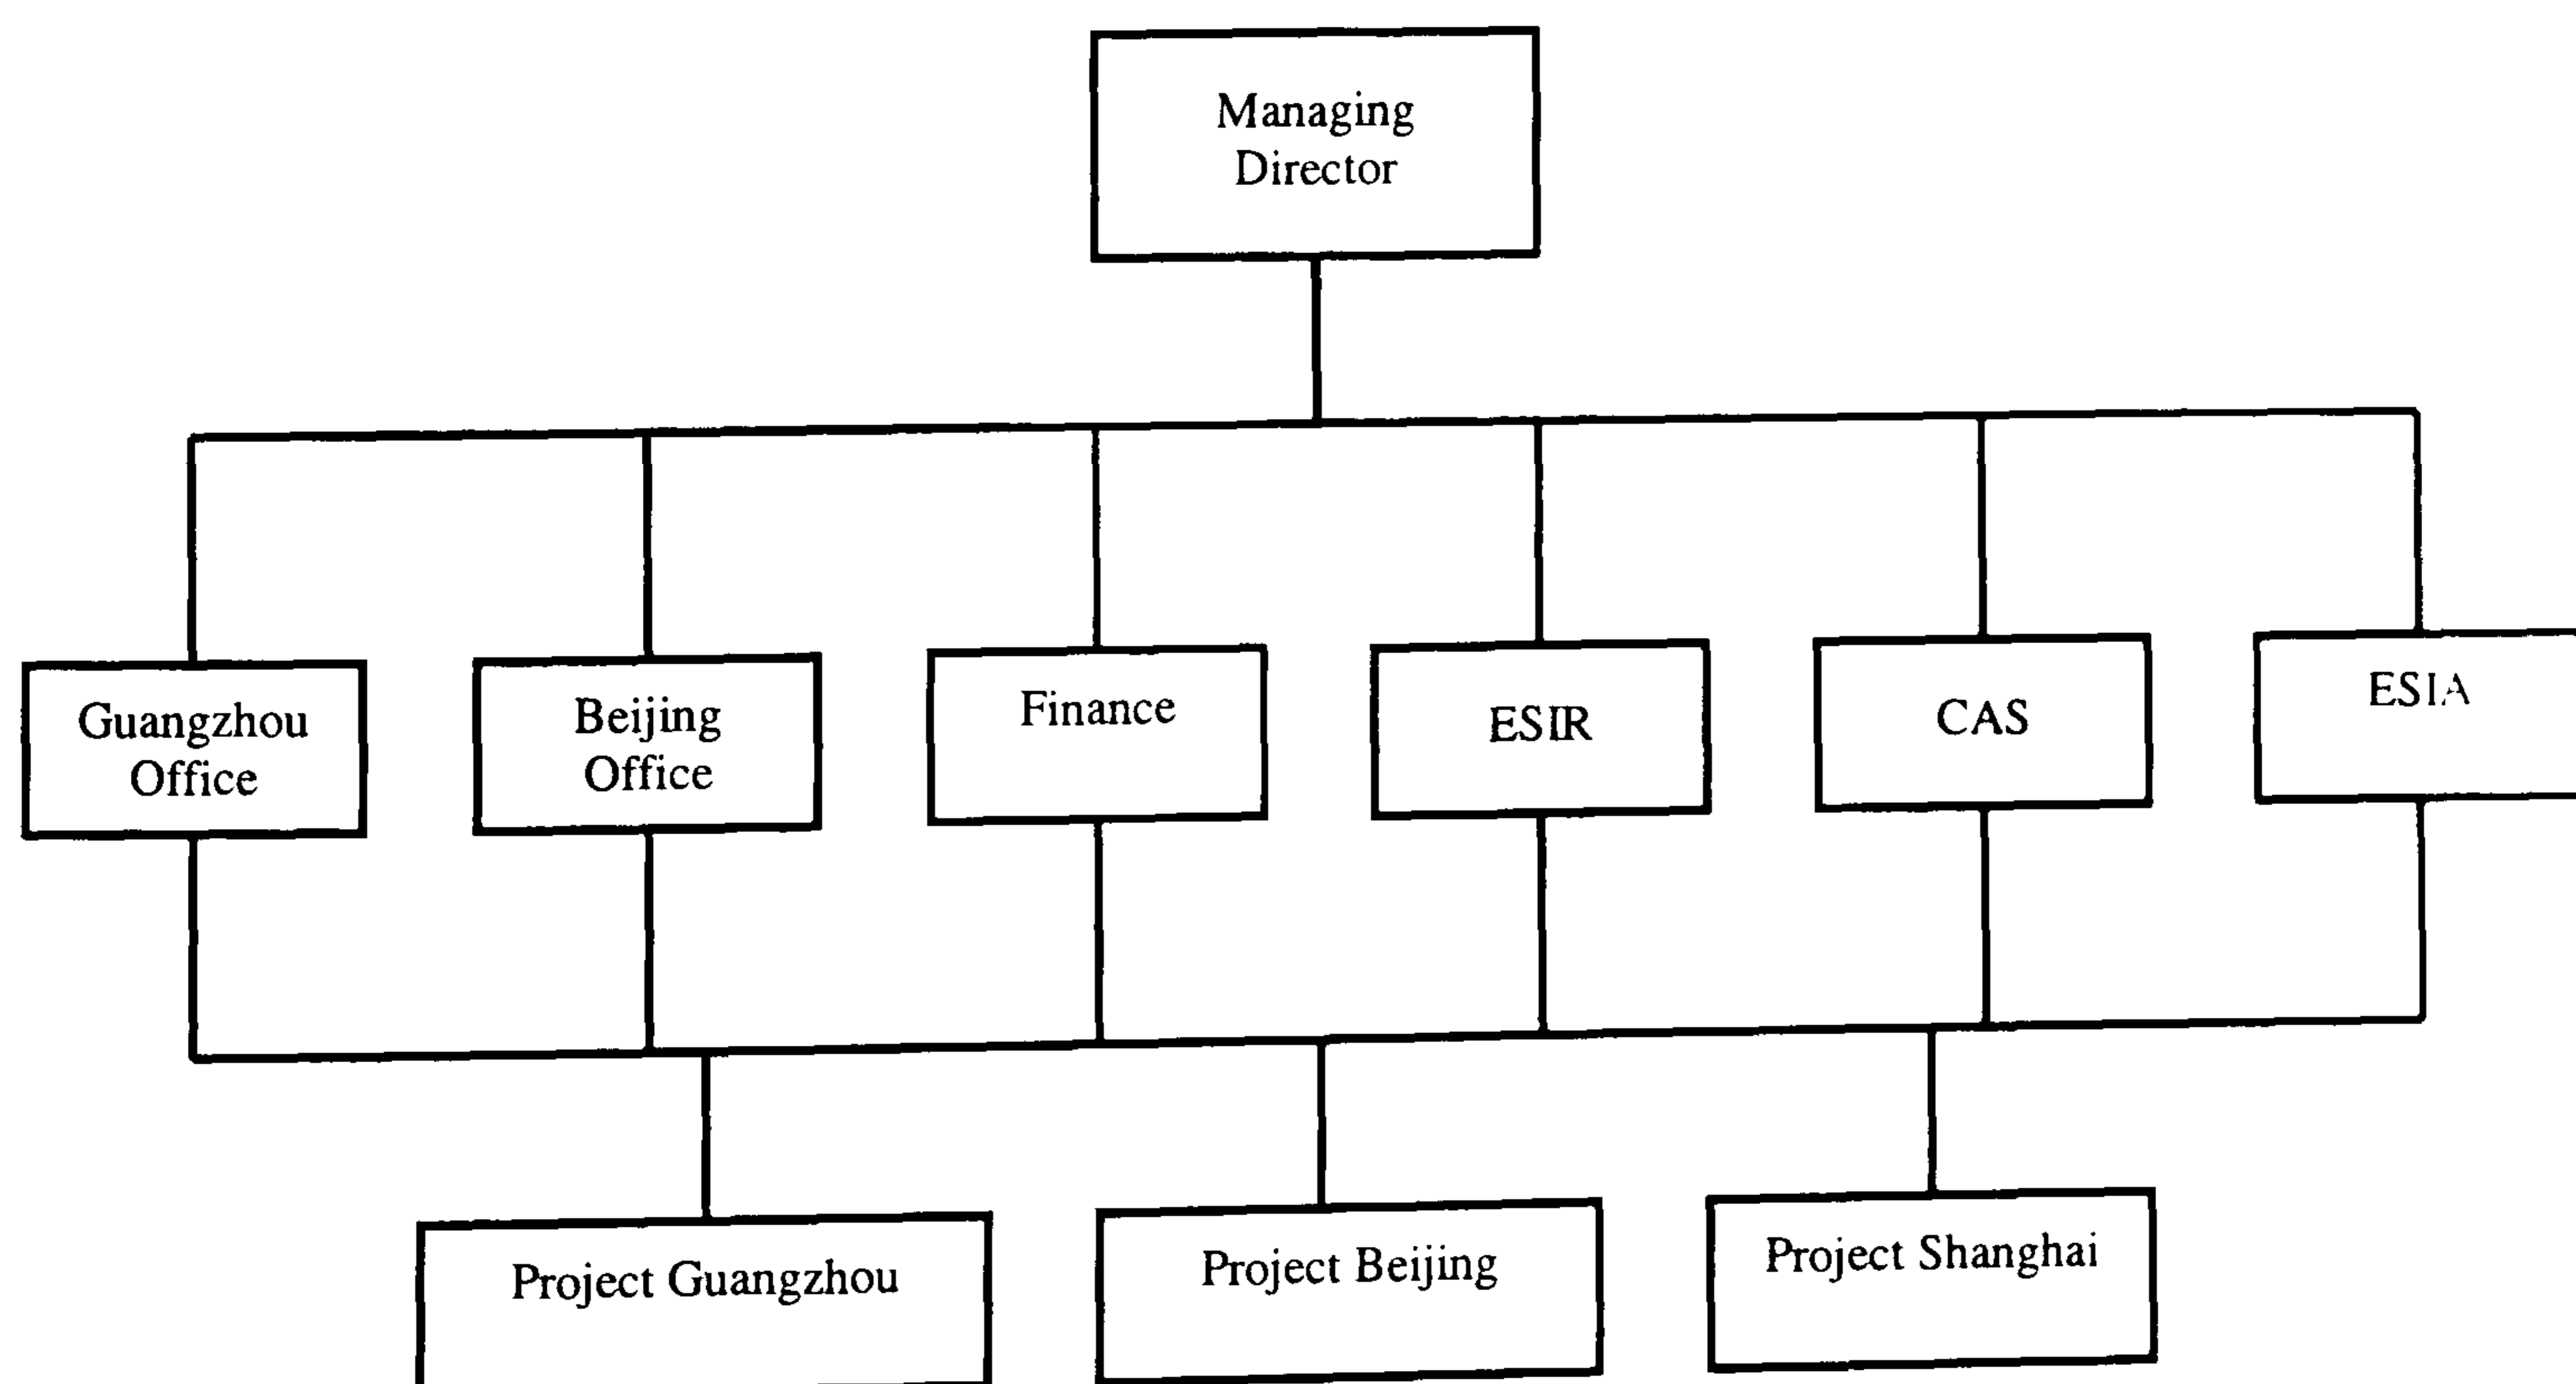 Managing
Director
Guangzhou
Office
Beijing
Office
Finance
ESIR
CAS
ESIA
Project Guangzhou
Project Beijing
Project Shanghai